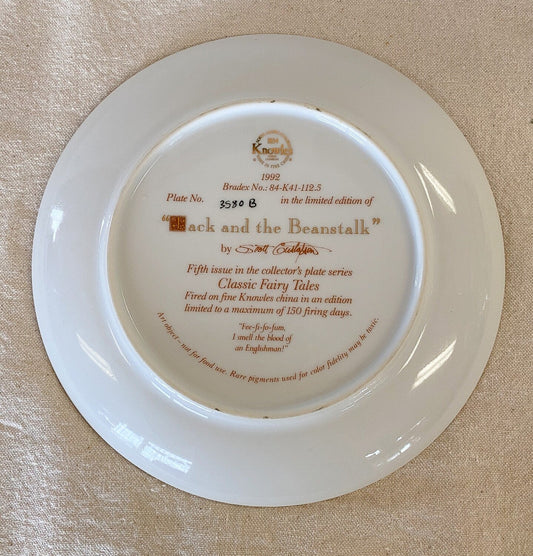 Knowles
1992
Bradex No.: 84-K41-112.5
Plate No. 3580 B in the limited edition of
"Jack and the Beanstalk"
by Scott Gustafson
Fifth issue in the collector's plate series
Classic Fairy Tales
Fired on fine Knowles china in an edition
limited to a maximum of 150 firing days.
"Fee-fi-fo-fum,
I smell the blood of
an Englishman!"
Art object—not for food use. Rare pigments used for color fidelity may be toxic.